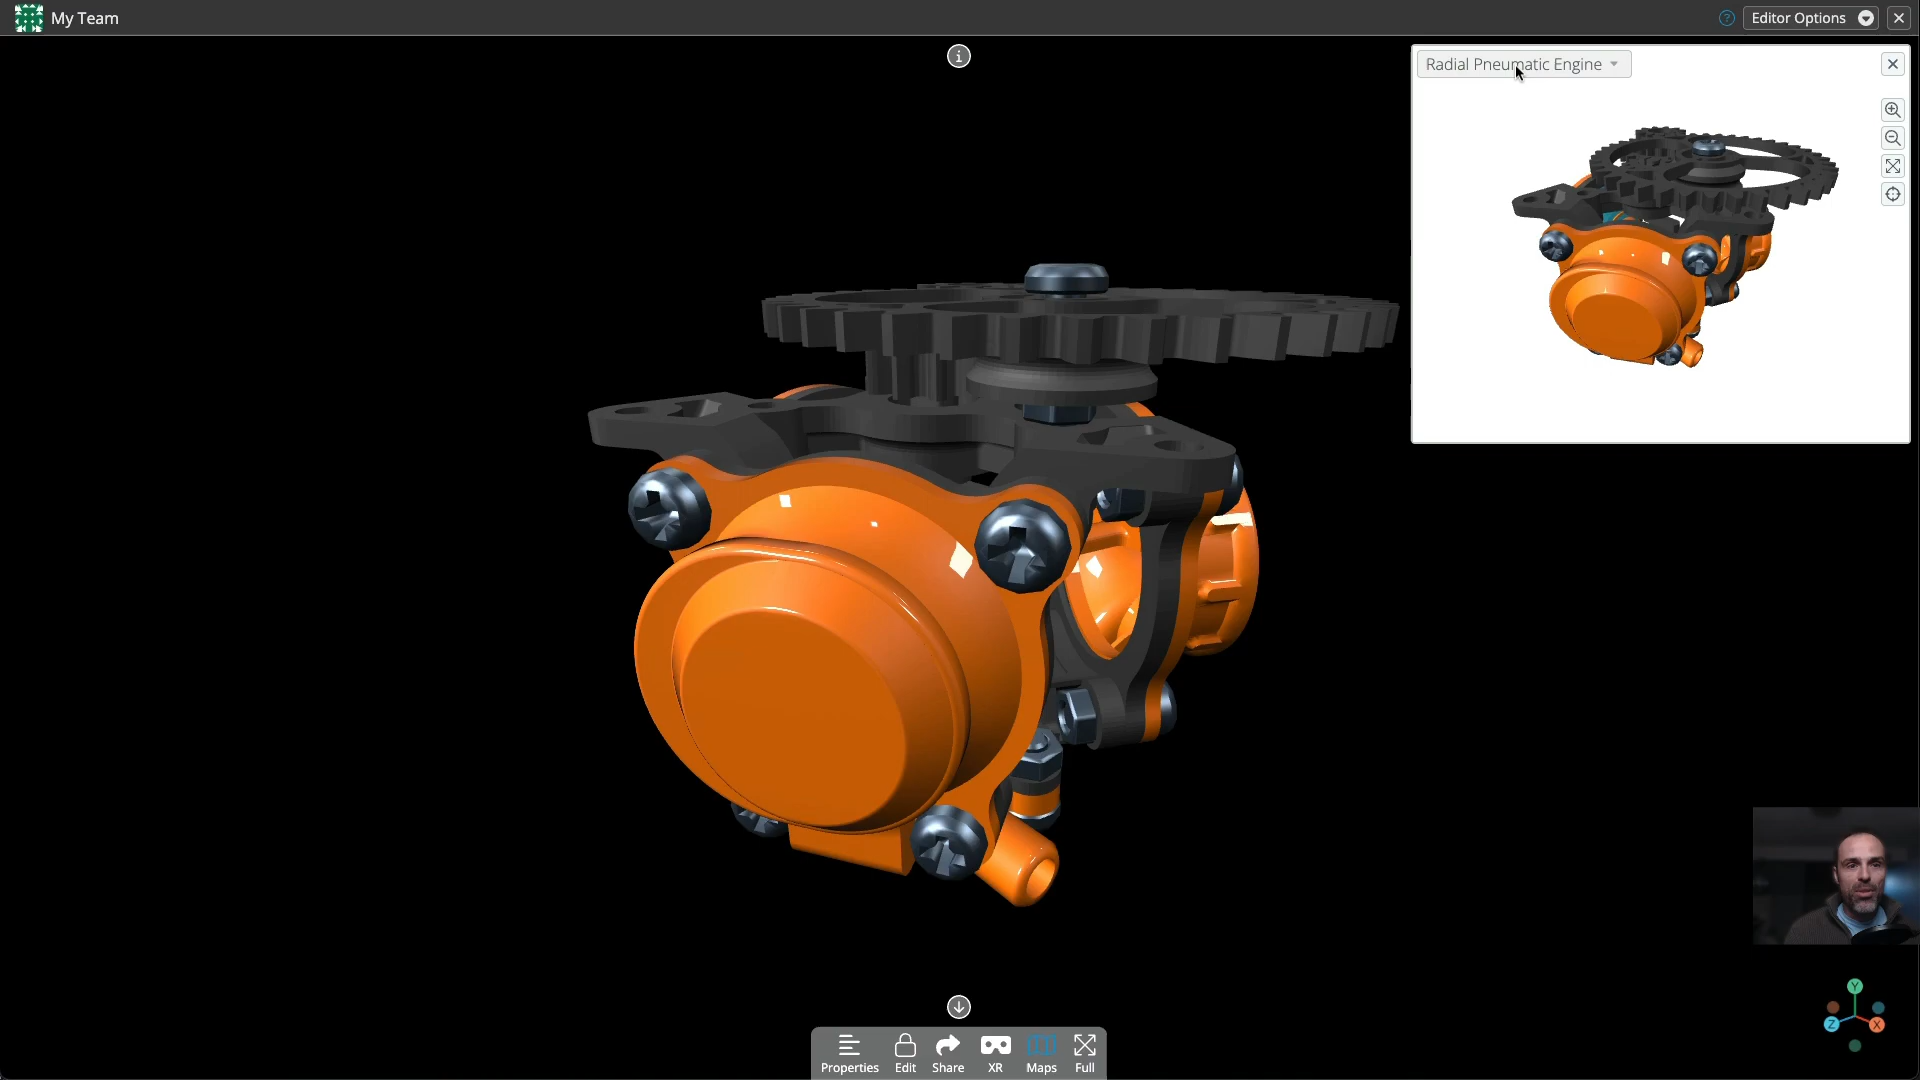 My Team
Editor Options
Radial Pneumatic Engine
Y
Z
X
Properties
Edit
Share
XR
Maps
Full